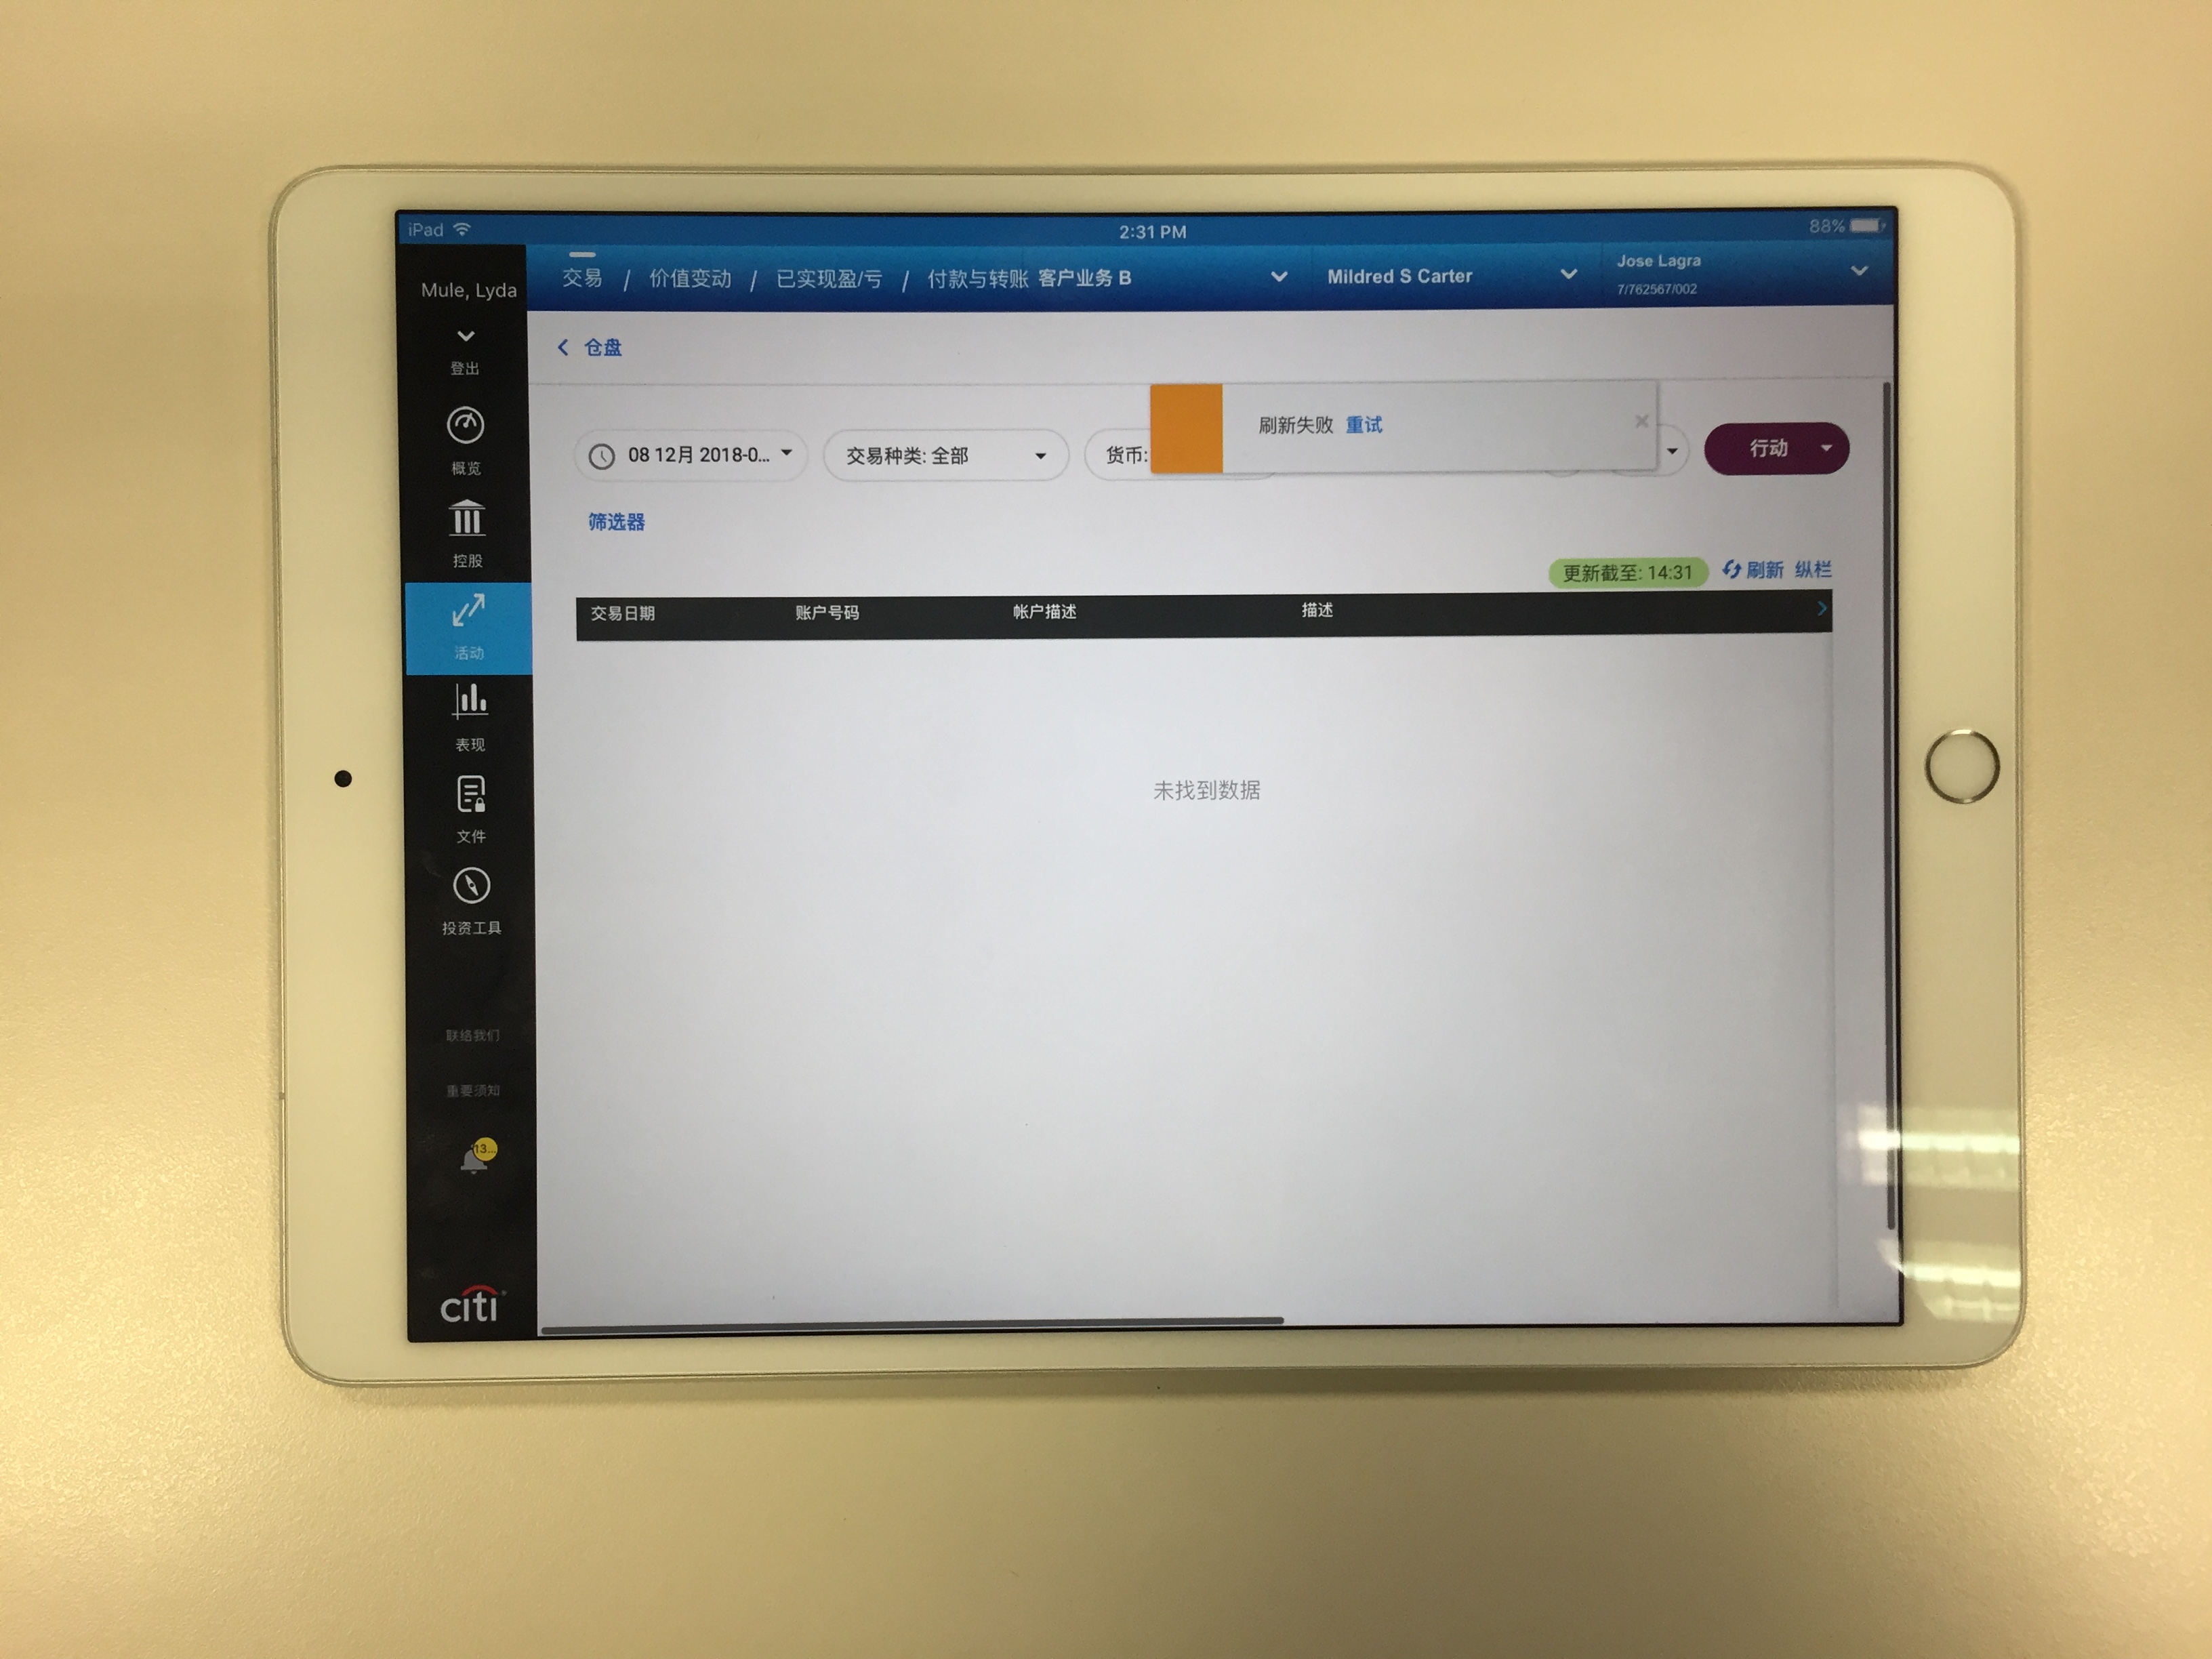 iPad
2:31 PM
88%
Mule, Lyda
登出
概览
控股
活动
表现
文件
投资工具
联络我们
重要须知
13...
citi
交易 / 价值变动 / 已实现盈/亏 / 付款与转账
客户业务 B
Mildred S Carter
Jose Lagra
7/762567/002
仓盘
刷新失败 重试 ×
08 12月 2018-0...
交易种类: 全部
货币:
行动
筛选器
更新截至: 14:31
刷新 纵栏
交易日期 账户号码 帐户描述 描述
未找到数据